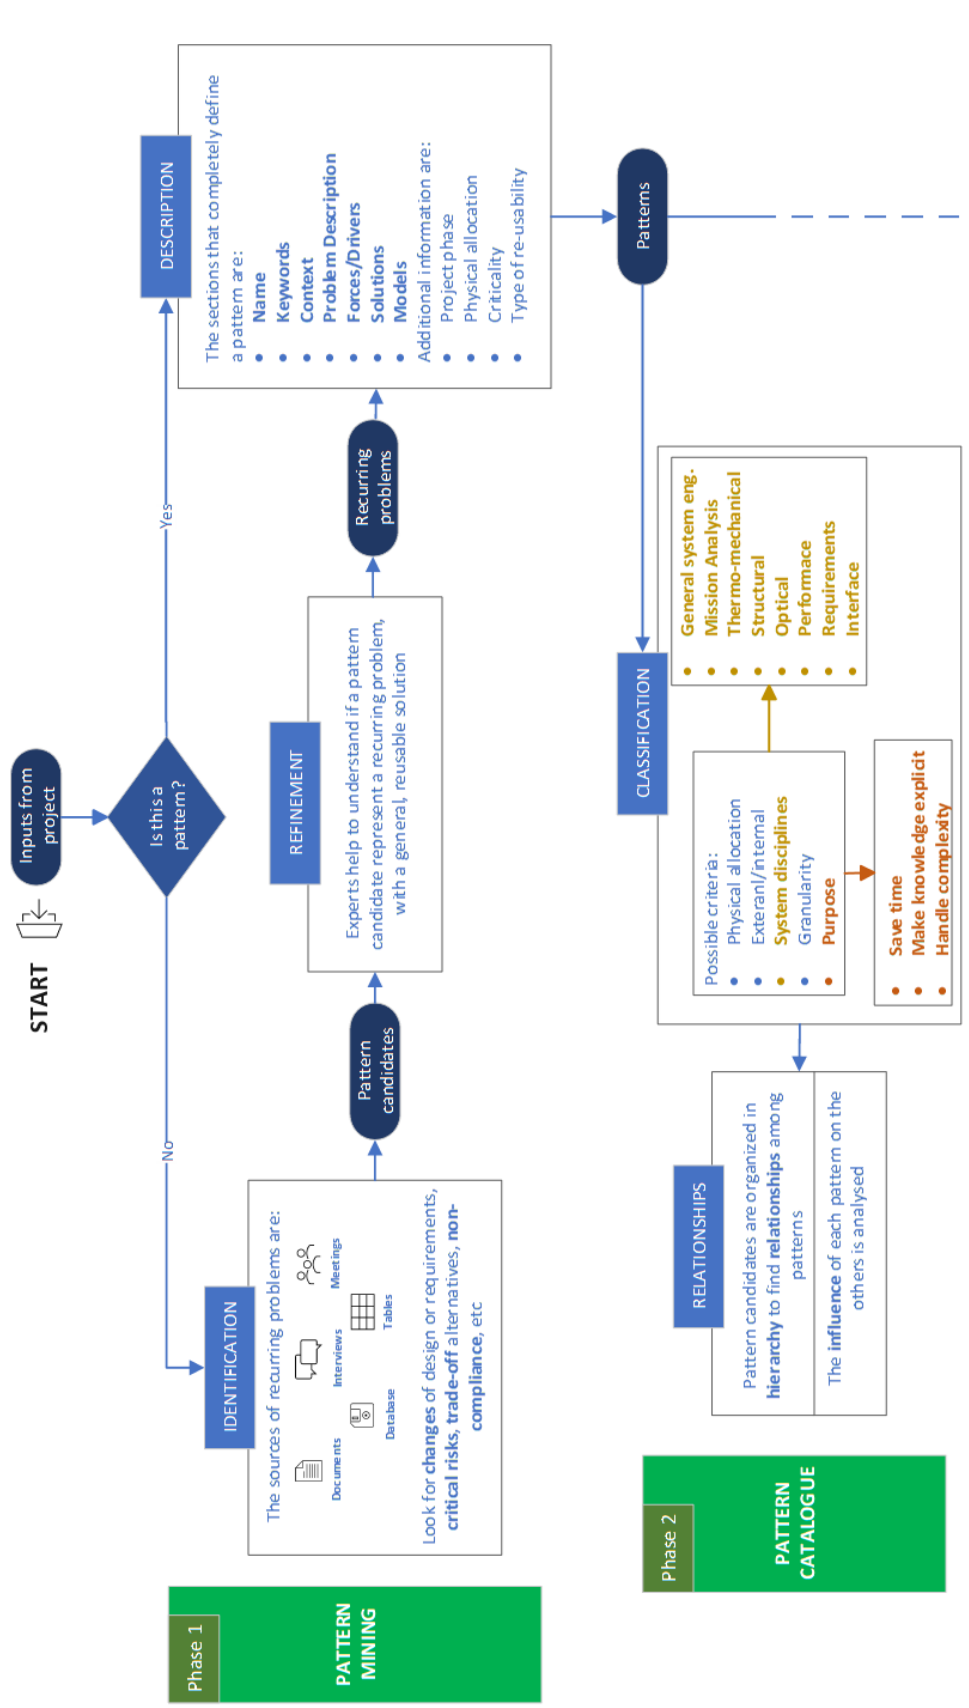 START
Inputs from
project
Is this a
pattern?
No
Yes
Phase 1
PATTERN
MINING
IDENTIFICATION
The sources of recurring problems are:
Documents
Interviews
Meetings
Database
Tables
Look for changes of design or requirements,
critical risks, trade-off alternatives, non-
compliance, etc
Pattern
candidates
REFINEMENT
Experts help to understand if a pattern
candidate represent a recurring problem,
with a general, reusable solution
Recurring
problems
DESCRIPTION
The sections that completely define
a pattern are:
• Name
• Keywords
• Context
• Problem Description
• Forces/Drivers
• Solutions
• Models
Additional information are:
• Project phase
• Physical allocation
• Criticality
• Type of re-usability
Patterns
Phase 2
PATTERN
CATALOGUE
RELATIONSHIPS
Pattern candidates are organized in
hierarchy to find relationships among
patterns
The influence of each pattern on the
others is analysed
CLASSIFICATION
Possible criteria:
• Physical allocation
• Exteranl/internal
• System disciplines
• Granularity
• Purpose
• General system eng.
• Mission Analysis
• Thermo-mechanical
• Structural
• Optical
• Performace
• Requirements
• Interface
• Save time
• Make knowledge explicit
• Handle complexity